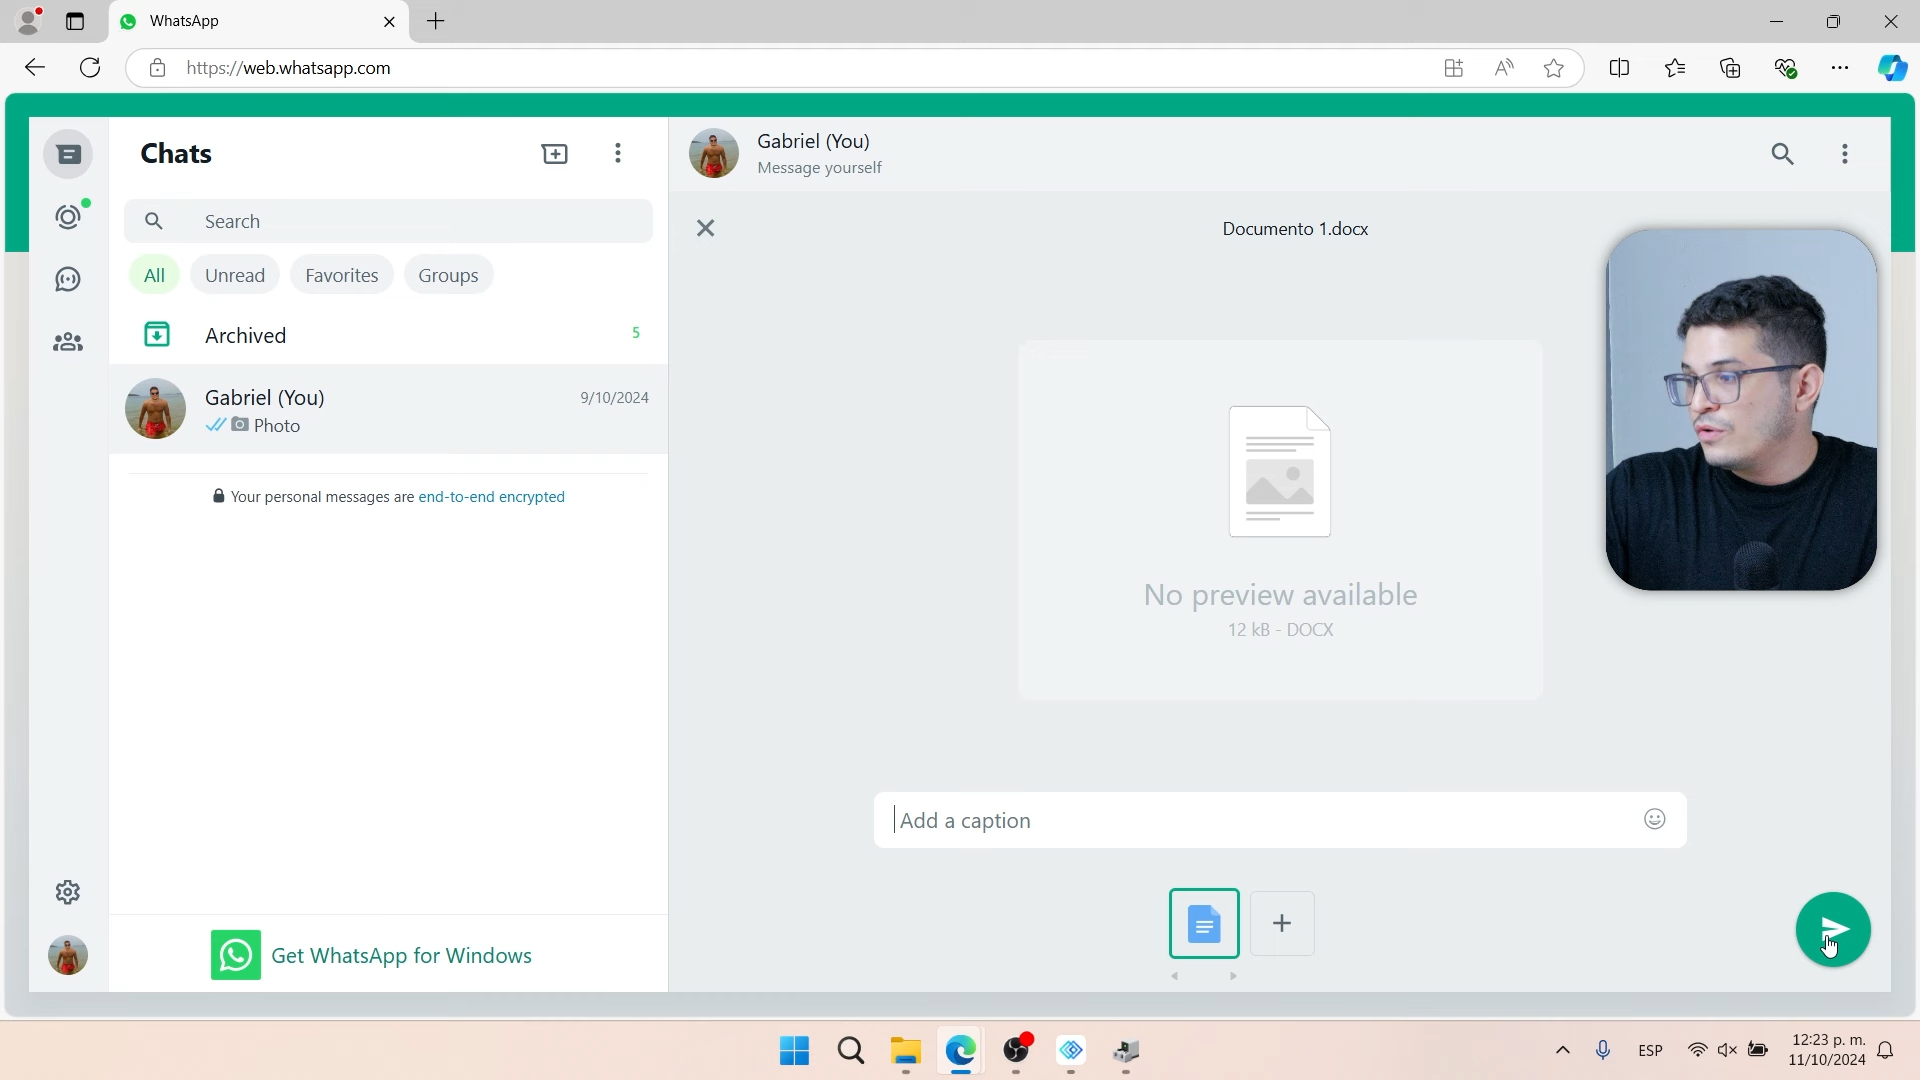 WhatsApp
https://web.whatsapp.com
Chats
Search
All
Unread
Favorites
Groups
Archived
5
Gabriel (You)
9/10/2024
Photo
Your personal messages are end-to-end encrypted
Get WhatsApp for Windows
Gabriel (You)
Message yourself
Documento 1.docx
No preview available
12 kB - DOCX
Add a caption
ESP
12:23 p. m.
11/10/2024